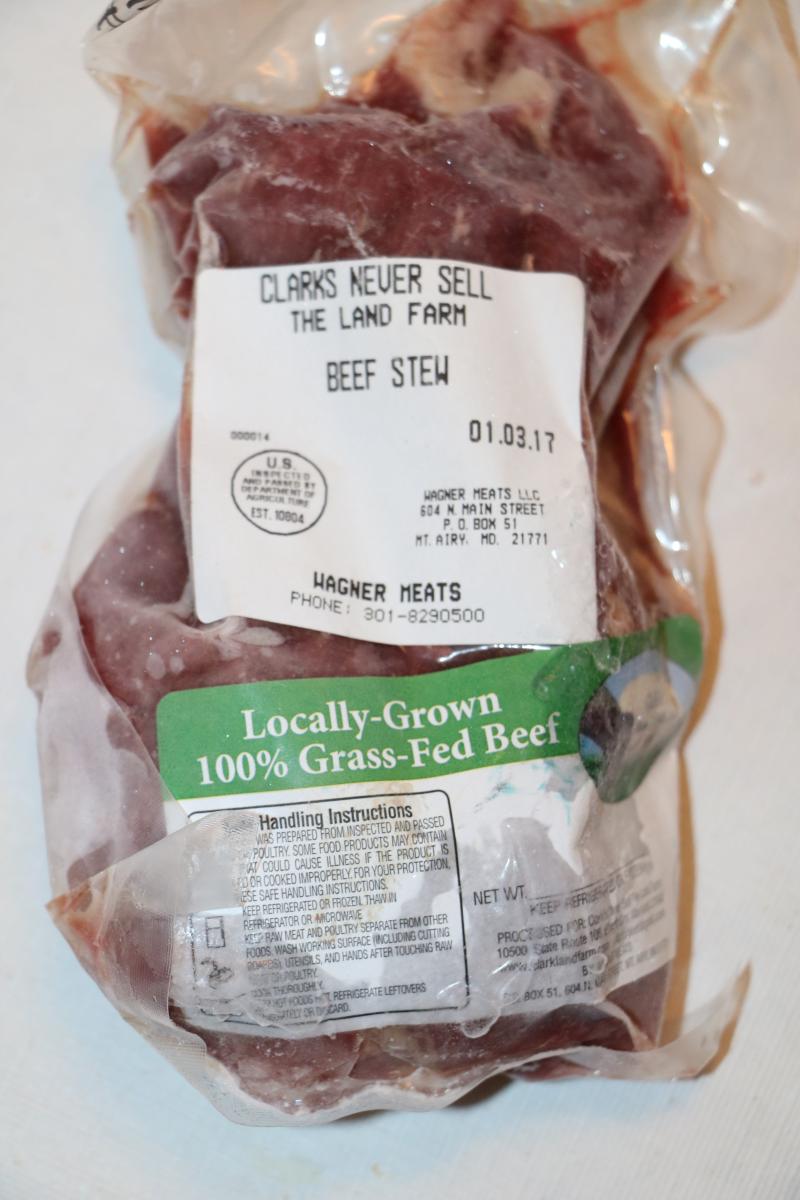 CLARKS NEVER SELL
THE LAND FARM
BEEF STEW
000014
01.03.17
U.S.
INSPECTED
AND PASSED BY
DEPARTMENT OF
AGRICULTURE
EST. 10804
WAGNER MEATS LLC
604 N. MAIN STREET
P. O. BOX 51
MT. AIRY. MD. 21771
WAGNER MEATS
PHONE: 301-8290500
Locally-Grown
100% Grass-Fed Beef
Handling Instructions
WAS PREPARED FROM INSPECTED AND PASSED
POULTRY. SOME FOOD PRODUCTS MAY CONTAIN
COULD CAUSE ILLNESS IF THE PRODUCT IS
OR COOKED IMPROPERLY. FOR YOUR PROTECTION,
SAFE HANDLING INSTRUCTIONS.
KEEP REFRIGERATED OR FROZEN. THAW IN
REFRIGERATOR OR MICROWAVE
KEEP RAW MEAT AND POULTRY SEPARATE FROM OTHER
FOODS. WASH WORKING SURFACE (INCLUDING CUTTING
UTENSILS, AND HANDS AFTER TOUCHING RAW
POULTRY.
THOROUGHLY.
FOODS REFRIGERATE LEFTOVERS
OR DISCARD.
NET WT.
KEEP
FOR:
10500 State Route
BOX 51, 604 N.